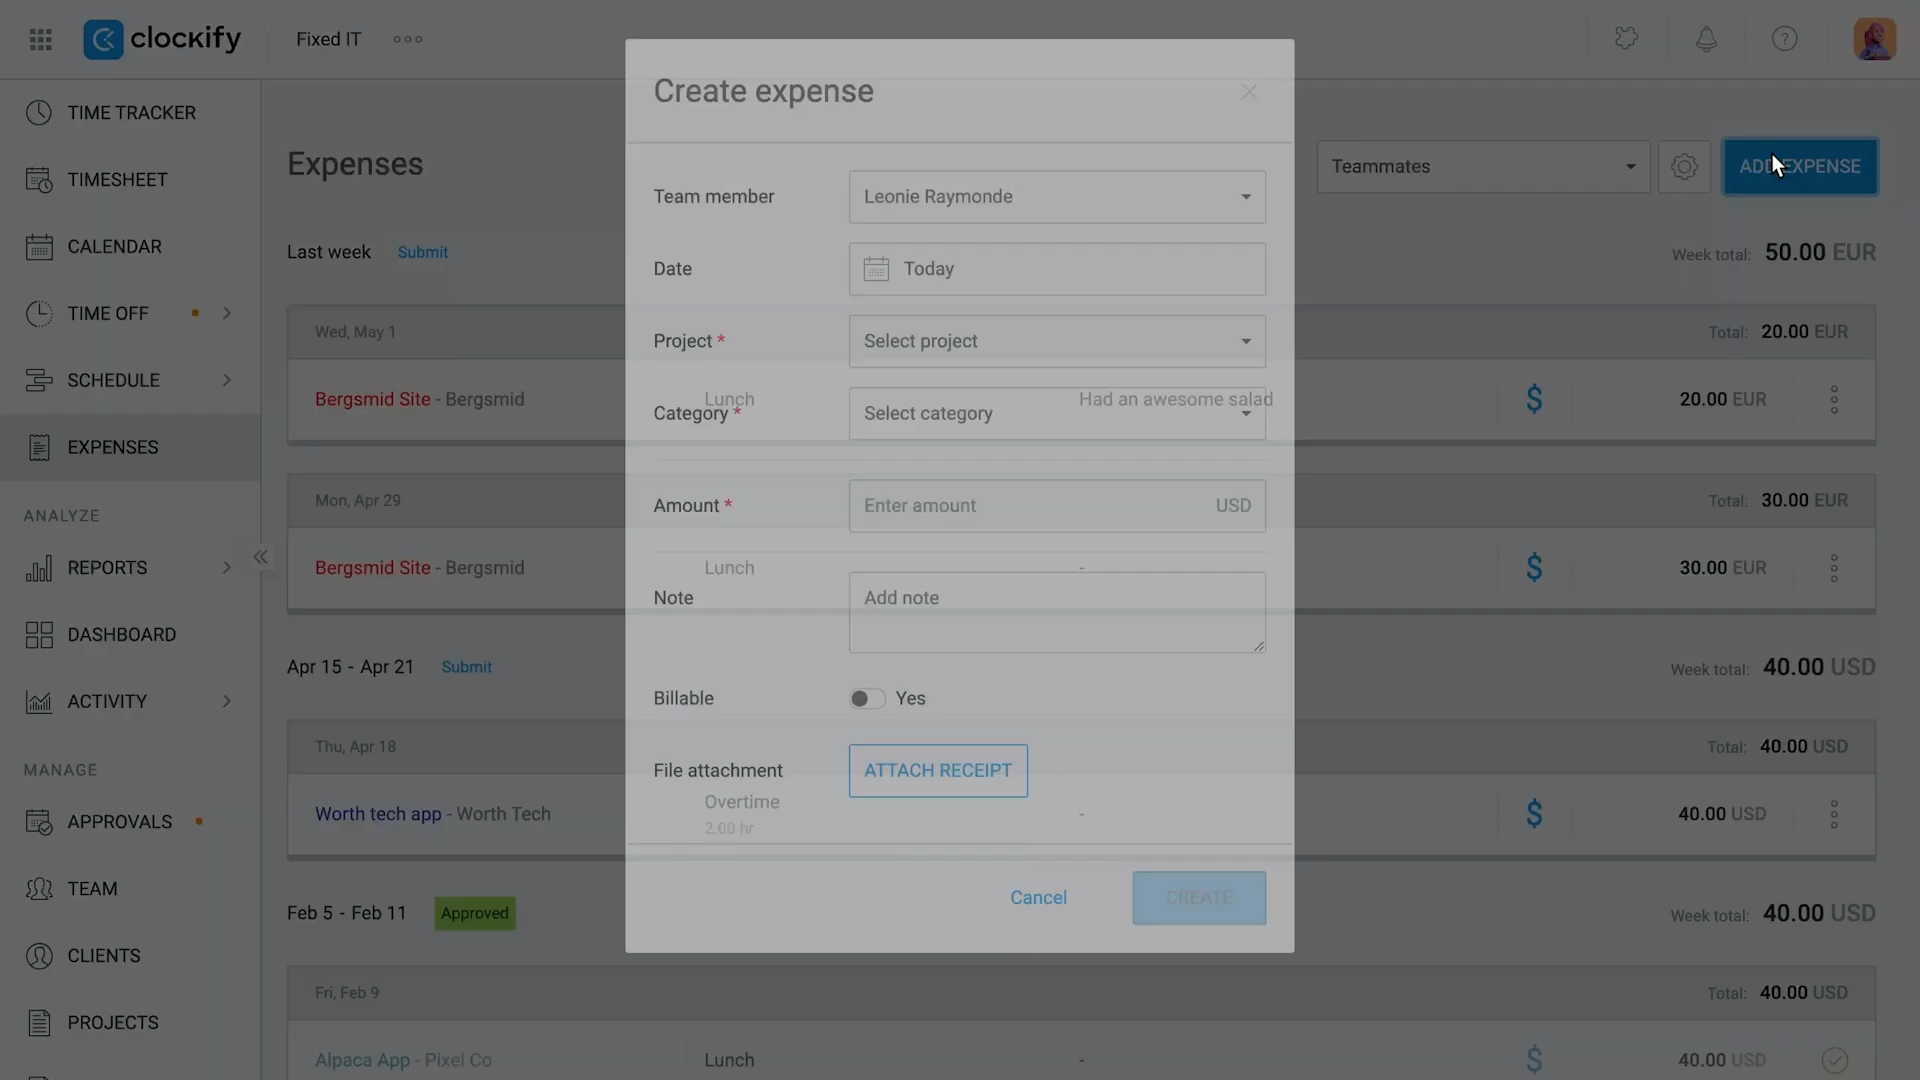 clockify
Fixed IT
TIME TRACKER
TIMESHEET
CALENDAR
TIME OFF
SCHEDULE
EXPENSES
ANALYZE
REPORTS
DASHBOARD
ACTIVITY
MANAGE
APPROVALS
TEAM
CLIENTS
PROJECTS
Expenses
Teammates
ADD EXPENSE
Last week Submit
Week total: 50.00 EUR
Wed, May 1
Total: 20.00 EUR
Bergsmid Site - Bergsmid
Lunch
Had an awesome salad
$ 20.00 EUR
Mon, Apr 29
Total: 30.00 EUR
Bergsmid Site - Bergsmid
Lunch
-
$ 30.00 EUR
Apr 15 - Apr 21 Submit
Week total: 40.00 USD
Thu, Apr 18
Total: 40.00 USD
Worth tech app - Worth Tech
Overtime
2.00 hr
-
$ 40.00 USD
Feb 5 - Feb 11 Approved
Week total: 40.00 USD
Fri, Feb 9
Total: 40.00 USD
Alpaca App - Pixel Co
Lunch
-
$ 40.00 USD
Create expense
Team member Leonie Raymonde
Date Today
Project * Select project
Category * Select category
Amount * Enter amount USD
Note Add note
Billable Yes
File attachment ATTACH RECEIPT
Cancel CREATE